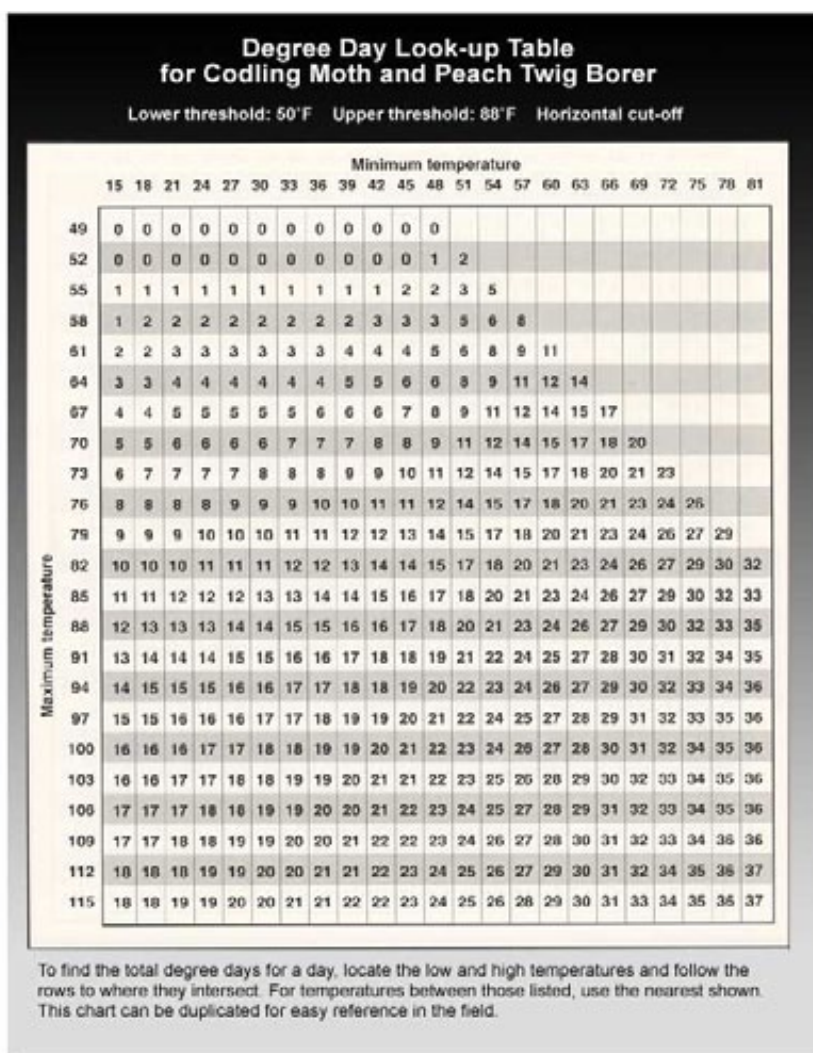 Degree Day Look-up Table
for Codling Moth and Peach Twig Borer
Lower threshold: 50°F Upper threshold: 88°F Horizontal cut-off
Minimum temperature
15 18 21 24 27 30 33 36 39 42 45 48 51 54 57 60 63 66 69 72 75 78 81
Maximum temperature
49 0 0 0 0 0 0 0 0 0 0 0 0
52 0 0 0 0 0 0 0 0 0 0 0 1 2
55 1 1 1 1 1 1 1 1 1 1 2 2 3 5
58 1 2 2 2 2 2 2 2 2 3 3 3 5 6 8
61 2 2 3 3 3 3 3 3 4 4 4 5 6 8 9 11
64 3 3 4 4 4 4 4 4 5 5 6 6 8 9 11 12 14
67 4 4 5 5 5 5 5 6 6 6 7 8 9 11 12 14 15 17
70 5 5 6 6 6 6 7 7 7 8 8 9 11 12 14 15 17 18 20
73 6 7 7 7 7 8 8 8 9 9 10 11 12 14 15 17 18 20 21 23
76 8 8 8 8 9 9 9 10 10 11 11 12 14 15 17 18 20 21 23 24 26
79 9 9 9 10 10 10 11 11 12 12 13 14 15 17 18 20 21 23 24 26 27 29
82 10 10 10 11 11 11 12 12 13 14 14 15 17 18 20 21 23 24 26 27 29 30 32
85 11 11 12 12 12 13 13 14 14 15 16 17 18 20 21 23 24 26 27 29 30 32 33
88 12 13 13 13 14 14 15 15 16 16 17 18 20 21 23 24 26 27 29 30 32 33 35
91 13 14 14 14 15 15 16 16 17 18 18 19 21 22 24 25 27 28 30 31 32 34 35
94 14 15 15 15 16 16 17 17 18 18 19 20 22 23 24 26 27 29 30 32 33 34 36
97 15 15 16 16 16 17 17 18 19 19 20 21 22 24 25 27 28 29 31 32 33 35 36
100 16 16 16 17 17 18 18 19 19 20 21 22 23 24 26 27 28 30 31 32 34 35 36
103 16 16 17 17 18 18 19 19 20 21 21 22 23 25 26 28 29 30 32 33 34 35 36
106 17 17 17 18 18 19 19 20 20 21 22 23 24 25 27 28 29 31 32 33 34 35 36
109 17 17 18 18 19 19 20 20 21 22 22 23 24 26 27 28 30 31 32 33 34 36 36
112 18 18 18 19 19 20 20 21 21 22 23 24 25 26 27 29 30 31 32 34 35 36 37
115 18 18 19 19 20 20 21 21 22 22 23 24 25 26 28 29 30 31 33 34 35 36 37
To find the total degree days for a day, locate the low and high temperatures and follow the
rows to where they intersect. For temperatures between those listed, use the nearest shown.
This chart can be duplicated for easy reference in the field.